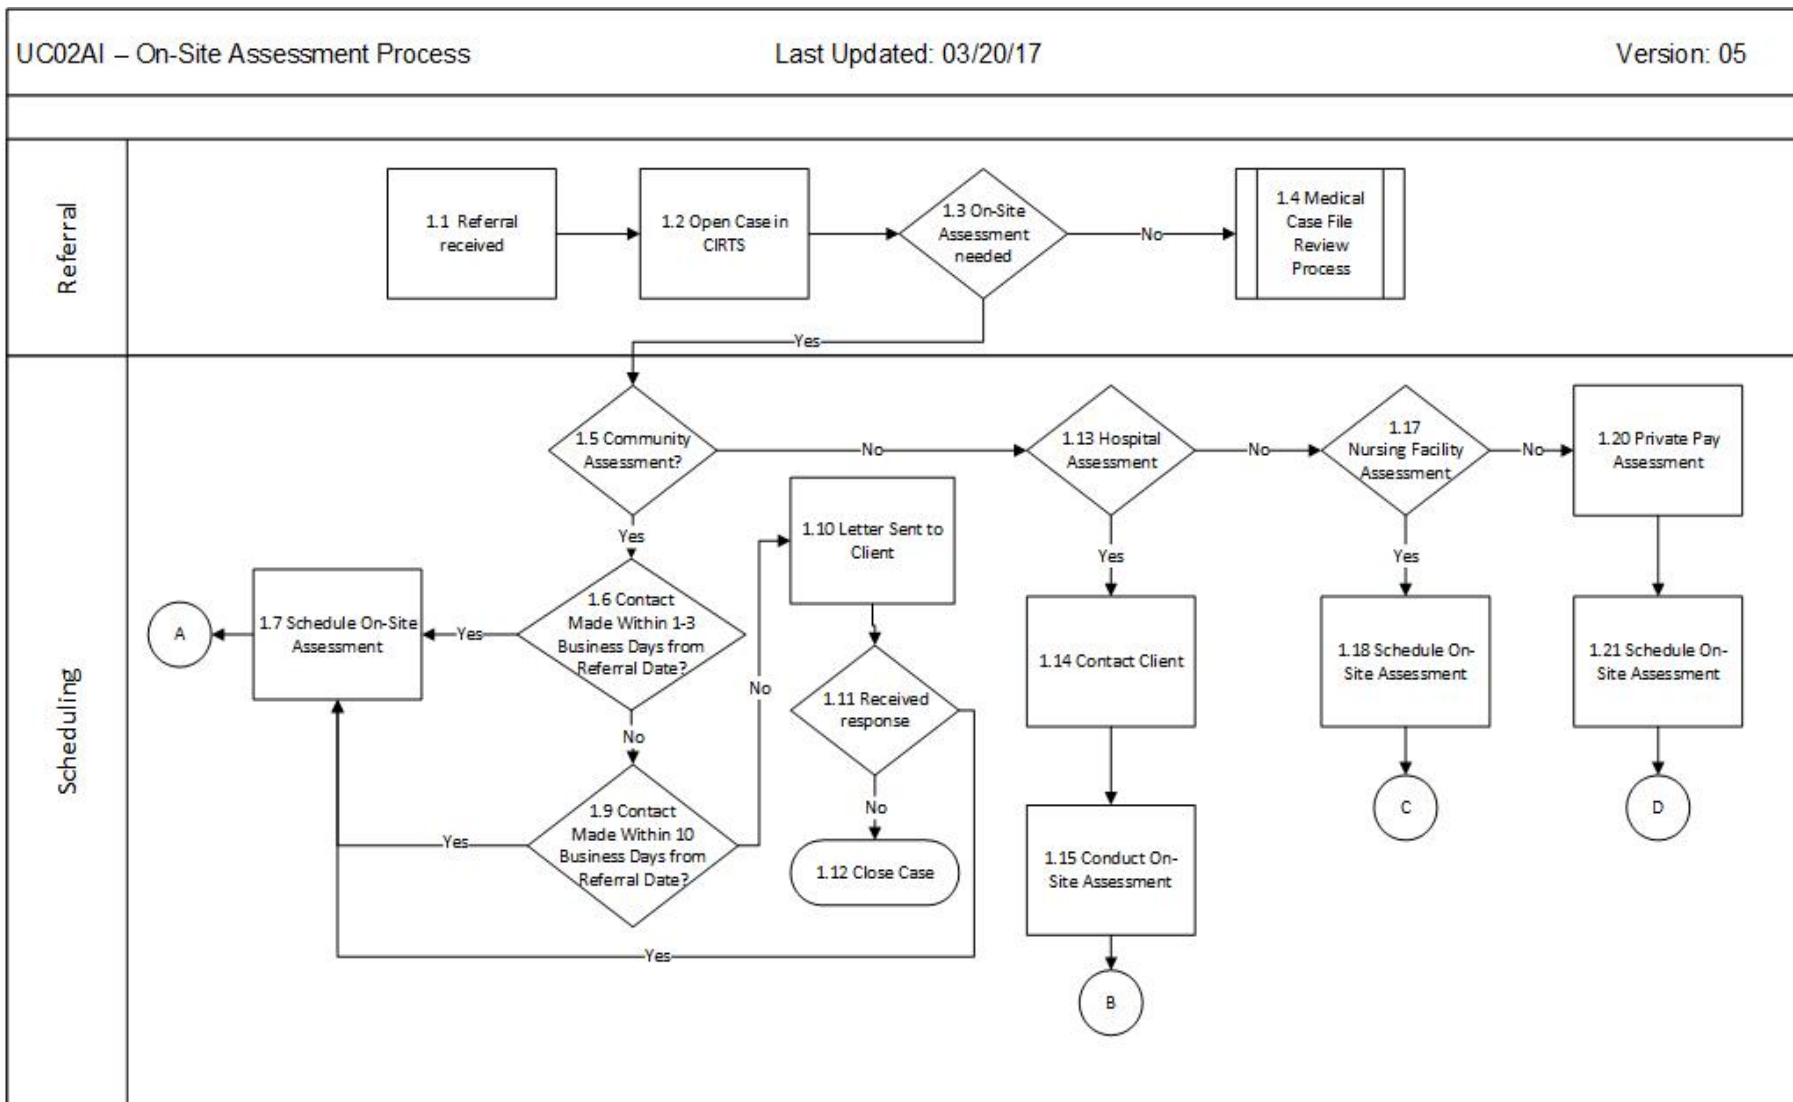 UC02AI – On-Site Assessment Process Last Updated: 03/20/17 Version: 05
Referral
1.1 Referral
received
1.2 Open Case in
CIRTS
1.3 On-Site
Assessment
needed
No
1.4 Medical
Case File
Review
Process
Yes
Scheduling
1.5 Community
Assessment?
No
1.13 Hospital
Assessment
No
1.17
Nursing Facility
Assessment
No
1.20 Private Pay
Assessment
Yes
1.10 Letter Sent to
Client
Yes
Yes
A
1.7 Schedule On-Site
Assessment
Yes
1.6 Contact
Made Within 1-3
Business Days from
Referral Date?
No
1.11 Received
response
1.14 Contact Client
1.18 Schedule On-
Site Assessment
1.21 Schedule On-
Site Assessment
No
Yes
1.9 Contact
Made Within 10
Business Days from
Referral Date?
No
1.12 Close Case
1.15 Conduct On-
Site Assessment
C
D
Yes
B